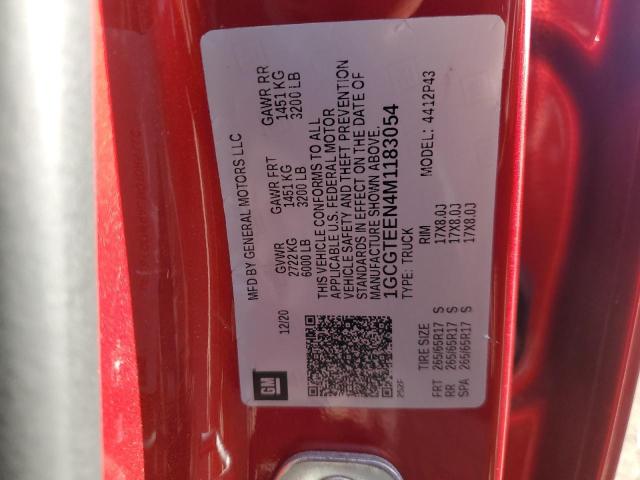 MFD BY GENERAL MOTORS LLC
12/20
GVWR GAWR FRT GAWR RR
2722 KG 1451 KG 1451 KG
6000 LB 3200 LB 3200 LB
THIS VEHICLE CONFORMS TO ALL
APPLICABLE U.S. FEDERAL MOTOR
VEHICLE SAFETY AND THEFT PREVENTION
STANDARDS IN EFFECT ON THE DATE OF
MANUFACTURE SHOWN ABOVE.
1GCGTEEN4M1183054
TYPE: TRUCK MODEL: 4412P43
GM
252F
TIRE SIZE RIM
FRT 265/65R17 S 17X8.0J
RR 265/65R17 S 17X8.0J
SPA 265/65R17 S 17X8.0J